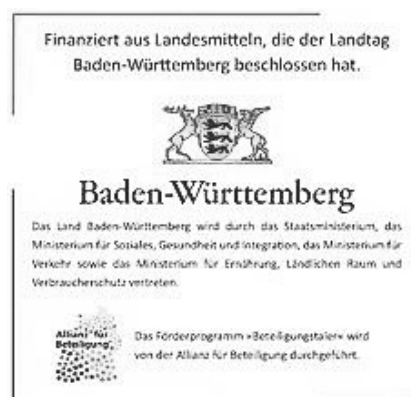 Finanziert aus Landesmitteln, die der Landtag
Baden-Württemberg beschlossen hat.
Baden-Württemberg
Das Land Baden-Württemberg wird durch das Staatsministerium, das
Ministerium für Soziales, Gesundheit und Integration, das Ministerium für
Verkehr sowie das Ministerium für Ernährung, Ländlichen Raum und
Verbraucherschutz vertreten.
Allianz für
Beteiligung
Das Förderprogramm »Beteiligungstaler« wird
von der Allianz für Beteiligung durchgeführt.